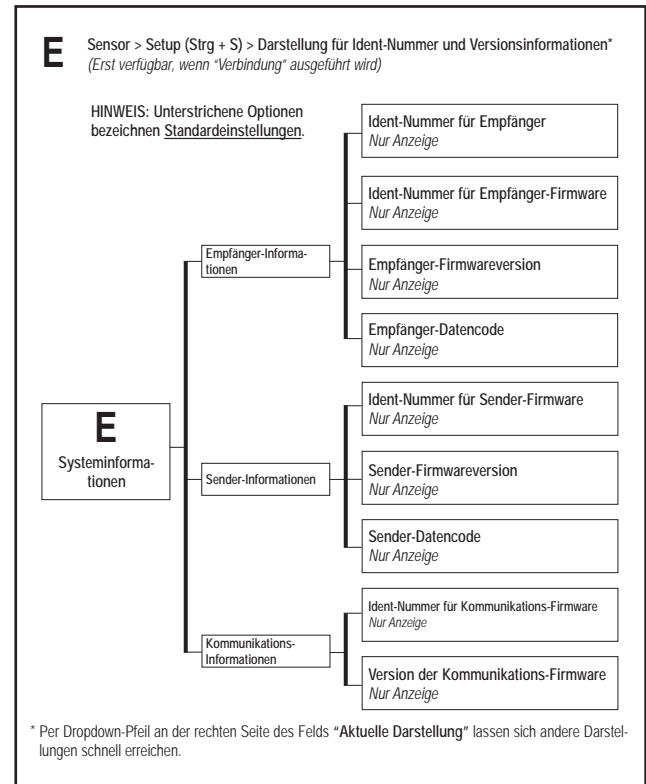 E
Sensor > Setup (Strg + S) > Darstellung für Ident-Nummer und Versionsinformationen*
(Erst verfügbar, wenn "Verbindung" ausgeführt wird)
HINWEIS: Unterstrichene Optionen
bezeichnen Standardeinstellungen.
E
Systeminforma-
tionen
Empfänger-Informa-
tionen
Ident-Nummer für Empfänger
Nur Anzeige
Ident-Nummer für Empfänger-Firmware
Nur Anzeige
Empfänger-Firmwareversion
Nur Anzeige
Empfänger-Datencode
Nur Anzeige
Sender-Informationen
Ident-Nummer für Sender-Firmware
Nur Anzeige
Sender-Firmwareversion
Nur Anzeige
Sender-Datencode
Nur Anzeige
Kommunikations-
Informationen
Ident-Nummer für Kommunikations-Firmware
Nur Anzeige
Version der Kommunikations-Firmware
Nur Anzeige
* Per Dropdown-Pfeil an der rechten Seite des Felds "Aktuelle Darstellung" lassen sich andere Darstel-
lungen schnell erreichen.